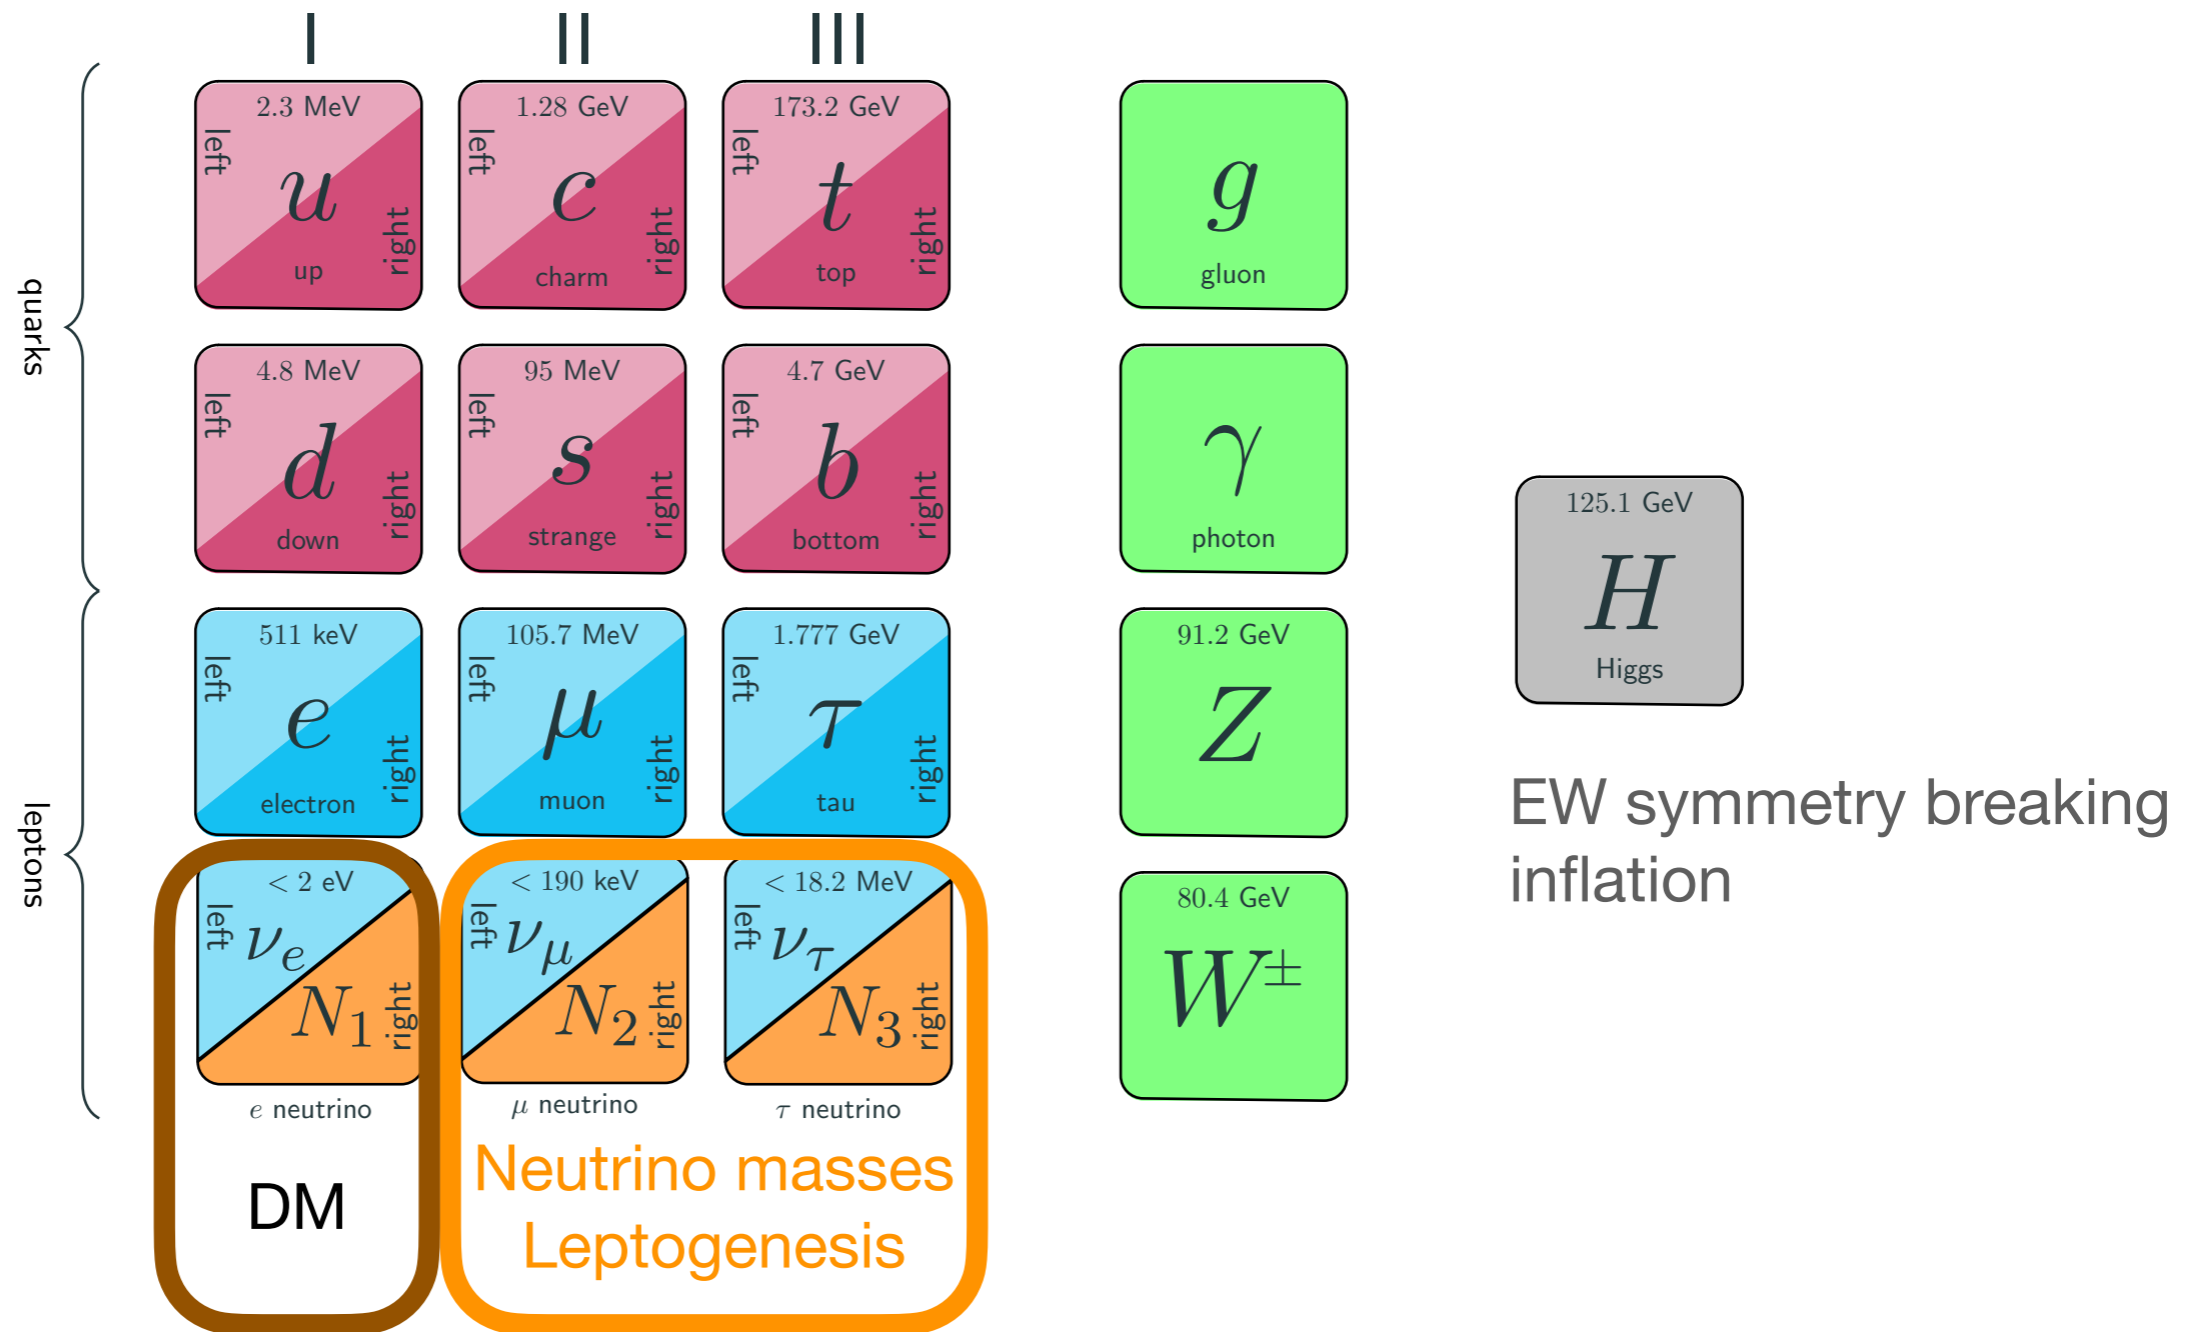 I II III
quarks
2.3 MeV
left
u
right
up
1.28 GeV
left
c
right
charm
173.2 GeV
left
t
right
top
g
gluon
4.8 MeV
left
d
right
down
95 MeV
left
s
right
strange
4.7 GeV
left
b
right
bottom
γ
photon
125.1 GeV
H
Higgs
EW symmetry breaking
inflation
leptons
511 keV
left
e
right
electron
105.7 MeV
left
μ
right
muon
1.777 GeV
left
τ
right
tau
91.2 GeV
Z
< 2 eV
left
νₑ
N₁
right
e neutrino
< 190 keV
left
ν_μ
N₂
right
μ neutrino
< 18.2 MeV
left
ν_τ
N₃
right
τ neutrino
80.4 GeV
W±
DM
Neutrino masses
Leptogenesis